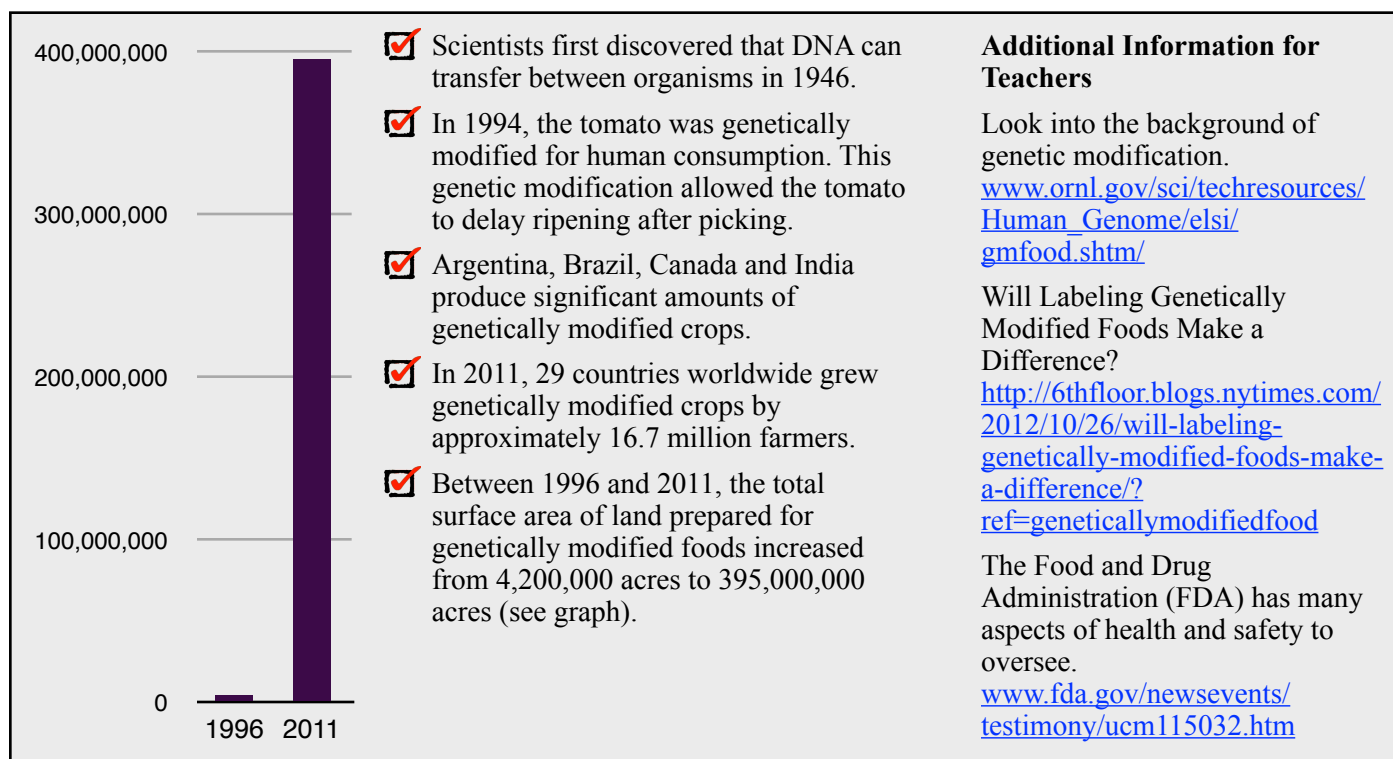 400,000,000
300,000,000
200,000,000
100,000,000
0
1996 2011
Scientists first discovered that DNA can
transfer between organisms in 1946.
In 1994, the tomato was genetically
modified for human consumption. This
genetic modification allowed the tomato
to delay ripening after picking.
Argentina, Brazil, Canada and India
produce significant amounts of
genetically modified crops.
In 2011, 29 countries worldwide grew
genetically modified crops by
approximately 16.7 million farmers.
Between 1996 and 2011, the total
surface area of land prepared for
genetically modified foods increased
from 4,200,000 acres to 395,000,000
acres (see graph).
Additional Information for
Teachers
Look into the background of
genetic modification.
www.ornl.gov/sci/techresources/
Human_Genome/elsi/
gmfood.shtm/
Will Labeling Genetically
Modified Foods Make a
Difference?
http://6thfloor.blogs.nytimes.com/
2012/10/26/will-labeling-
genetically-modified-foods-make-
a-difference/?
ref=geneticallymodifiedfood
The Food and Drug
Administration (FDA) has many
aspects of health and safety to
oversee.
www.fda.gov/newsevents/
testimony/ucm115032.htm